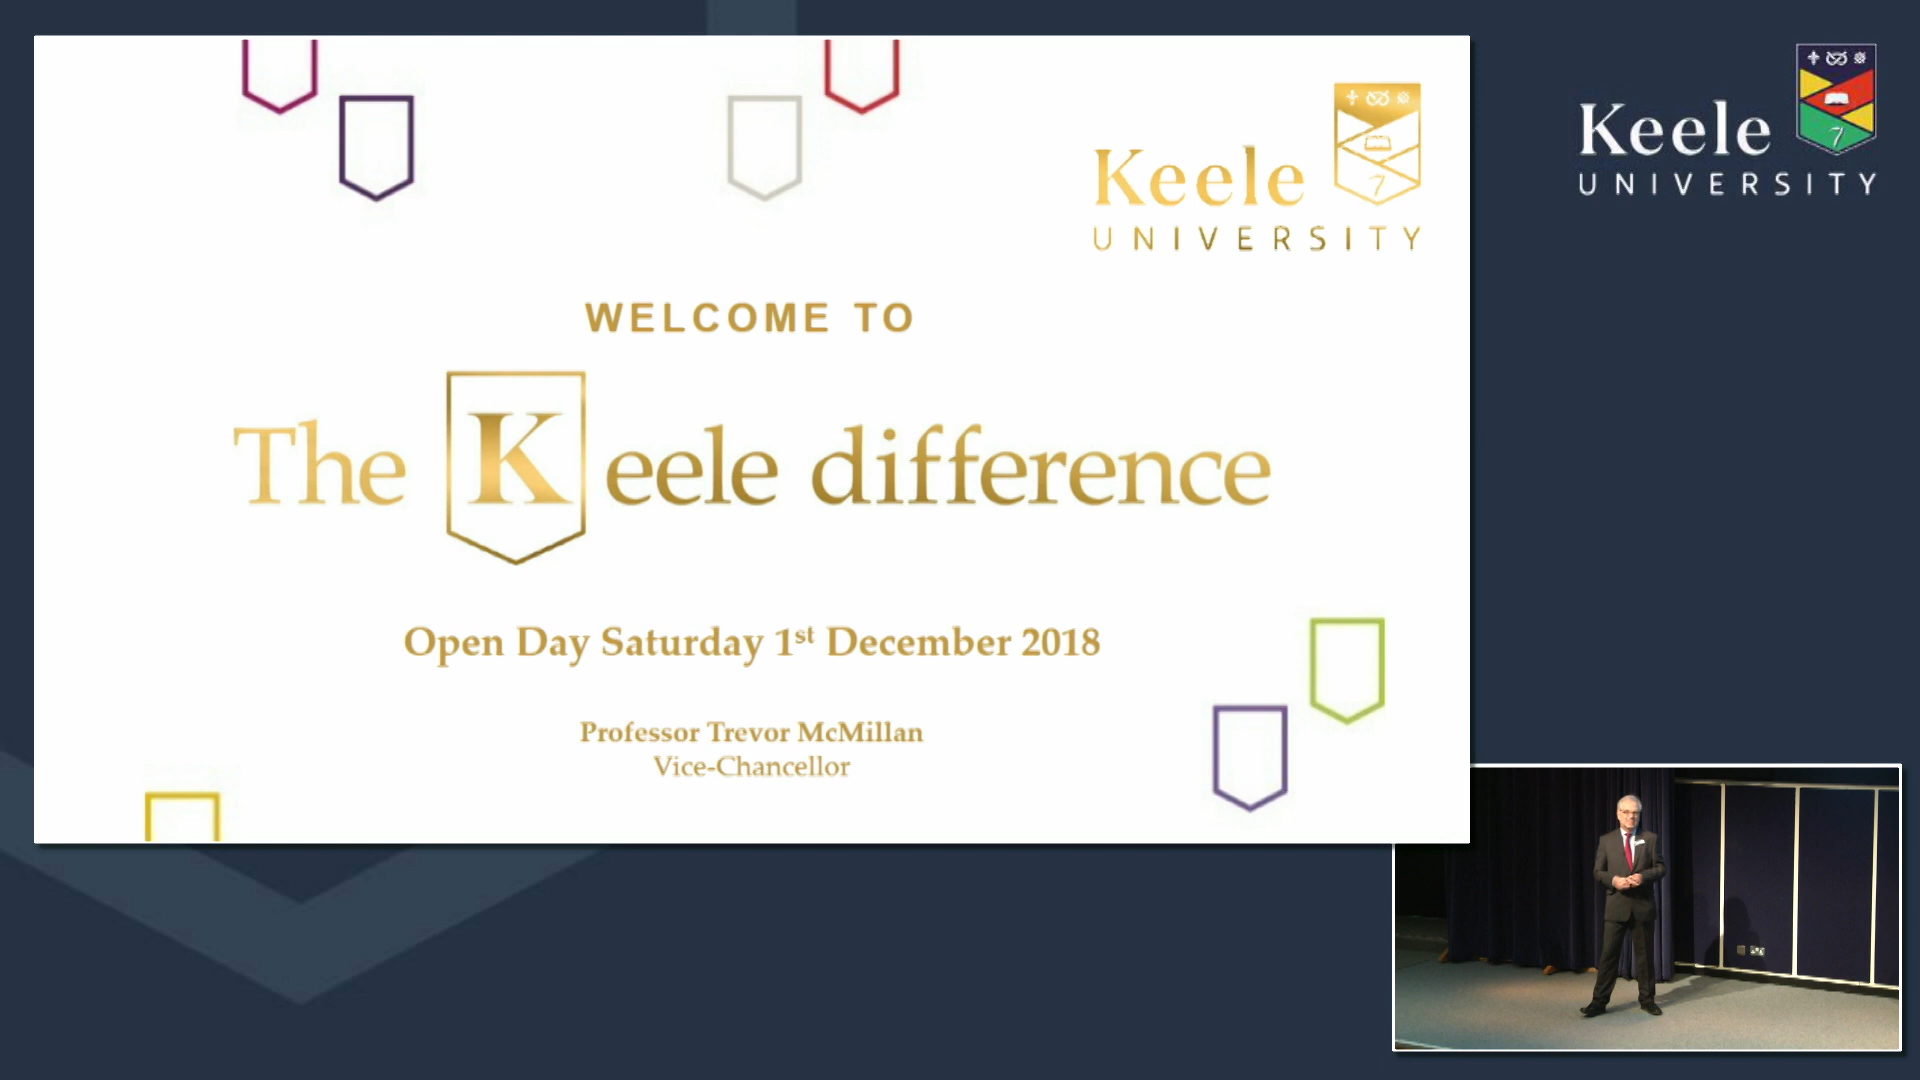 Keele
UNIVERSITY
WELCOME TO
The Keele difference
Open Day Saturday 1st December 2018
Professor Trevor McMillan
Vice-Chancellor
Keele
UNIVERSITY